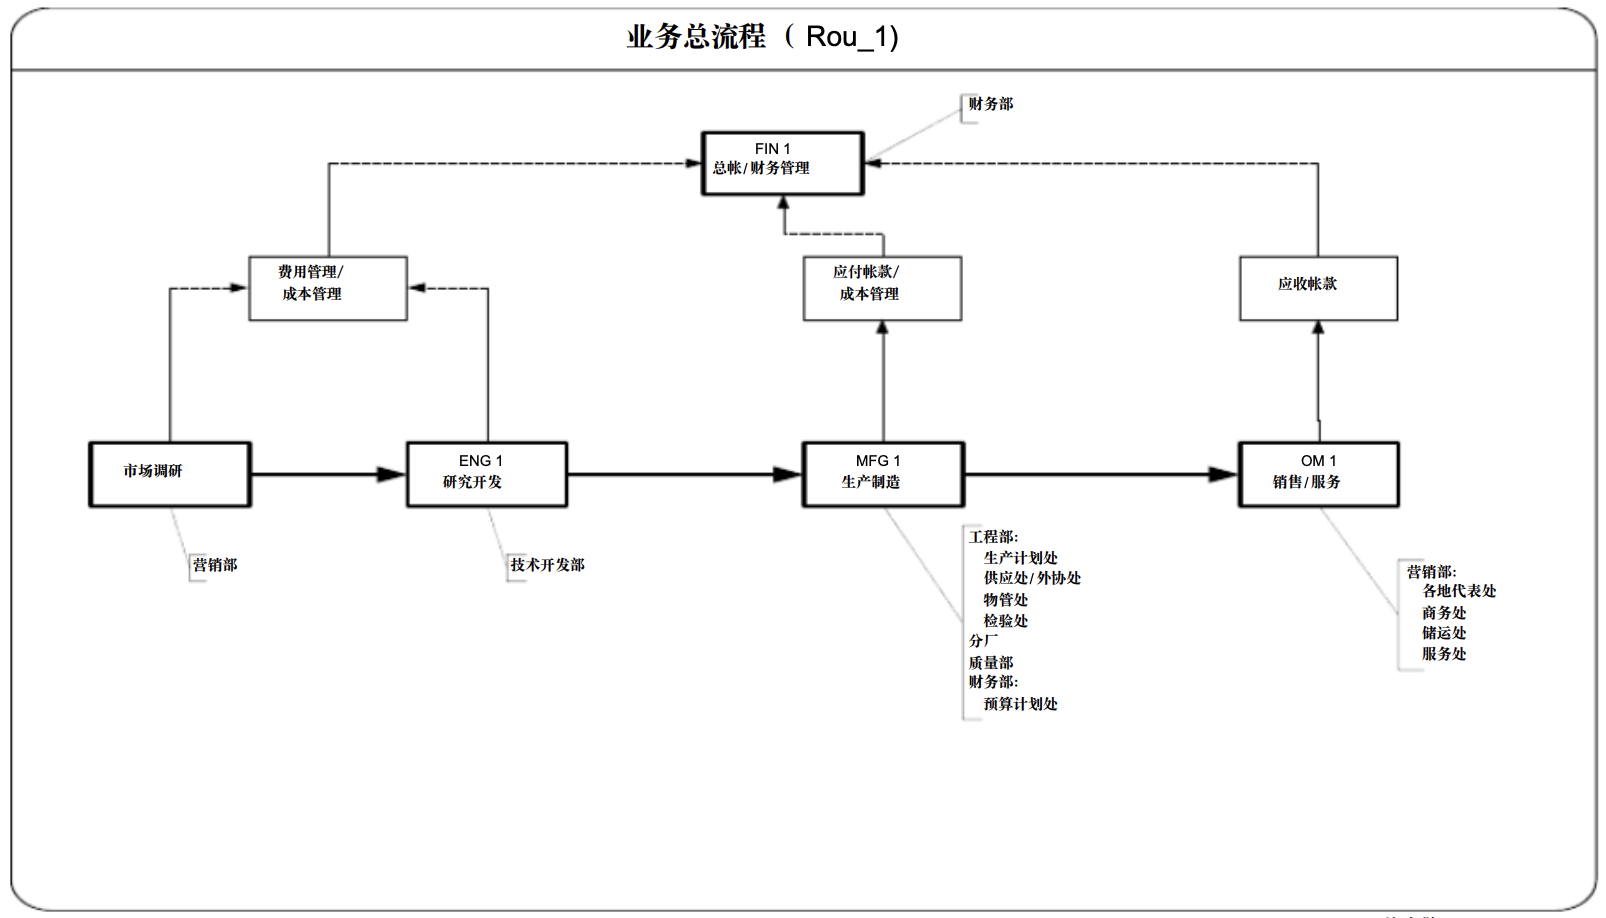 业务总流程（ Rou_1)
财务部
FIN 1
总帐/财务管理
费用管理/
成本管理
应付帐款/
成本管理
应收帐款
市场调研
ENG 1
研究开发
MFG 1
生产制造
OM 1
销售/服务
营销部
技术开发部
工程部:
生产计划处
供应处/外协处
物管处
检验处
分厂
质量部
财务部:
预算计划处
营销部:
各地代表处
商务处
储运处
服务处